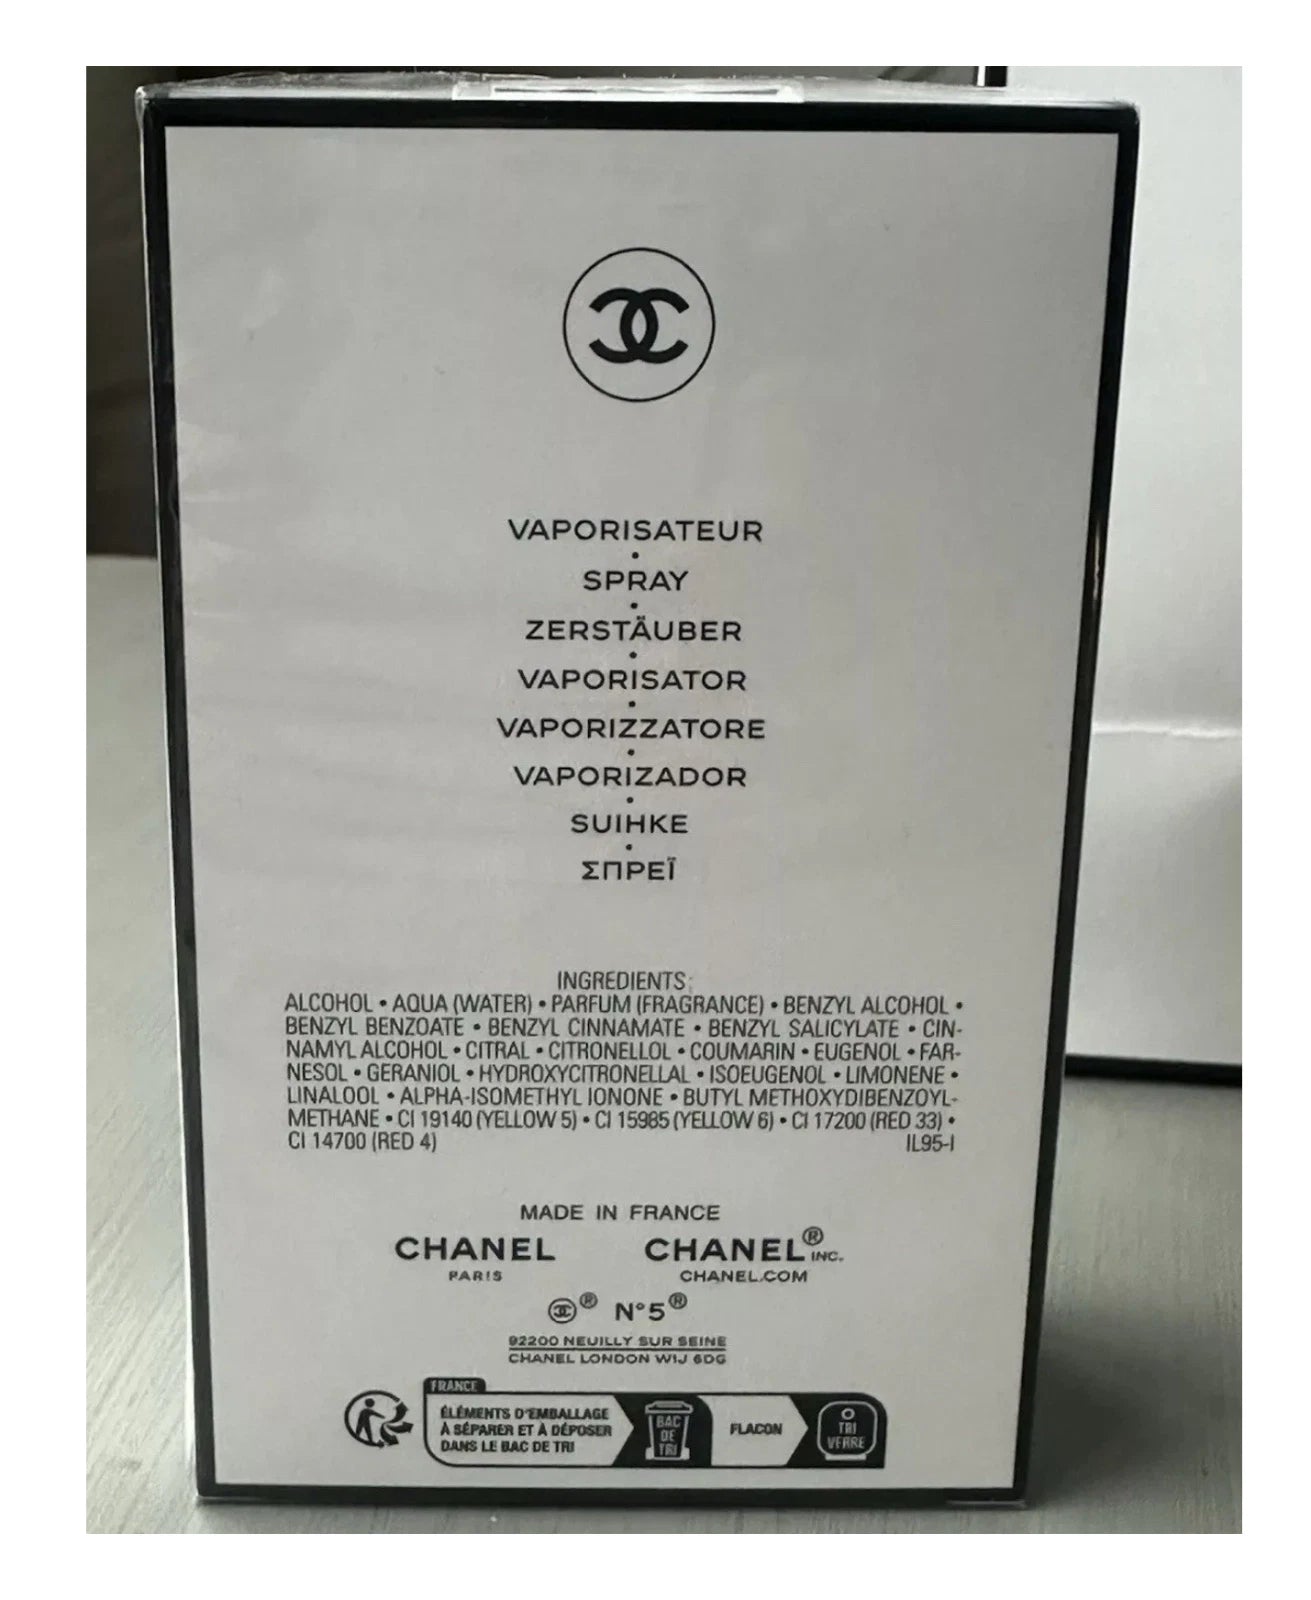 VAPORISATEUR
•
SPRAY
•
ZERSTÄUBER
•
VAPORISATOR
•
VAPORIZZATORE
•
VAPORIZADOR
•
SUIHKE
•
ΣΠΡΕΪ
INGREDIENTS:
ALCOHOL • AQUA (WATER) • PARFUM (FRAGRANCE) • BENZYL ALCOHOL •
BENZYL BENZOATE • BENZYL CINNAMATE • BENZYL SALICYLATE • CIN-
NAMYL ALCOHOL • CITRAL • CITRONELLOL • COUMARIN • EUGENOL • FAR-
NESOL • GERANIOL • HYDROXYCITRONELLAL • ISOEUGENOL • LIMONENE •
LINALOOL • ALPHA-ISOMETHYL IONONE • BUTYL METHOXYDIBENZOYL-
METHANE • CI 19140 (YELLOW 5) • CI 15985 (YELLOW 6) • CI 17200 (RED 33) •
CI 14700 (RED 4) IL95-I
MADE IN FRANCE
CHANEL CHANEL® INC.
PARIS CHANEL.COM
® N°5®
92200 NEUILLY SUR SEINE
CHANEL LONDON W1J 6DG
FRANCE
ÉLÉMENTS D'EMBALLAGE
À SÉPARER ET À DÉPOSER
DANS LE BAC DE TRI
BAC
DE
TRI
FLACON
TRI
VERRE